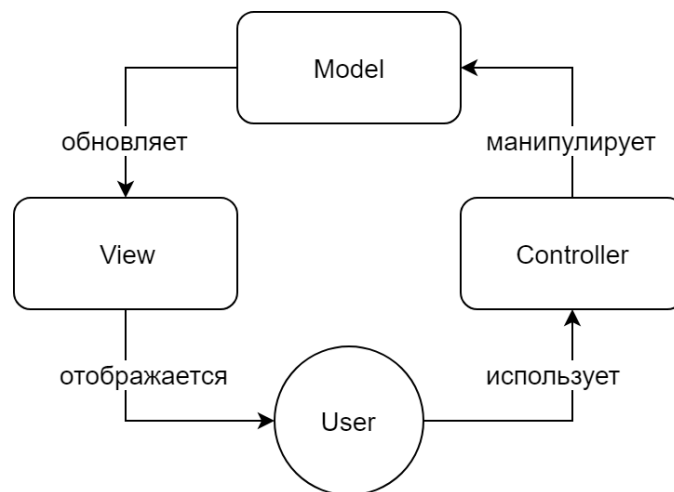 Model
обновляет
манипулирует
View
Controller
отображается
использует
User